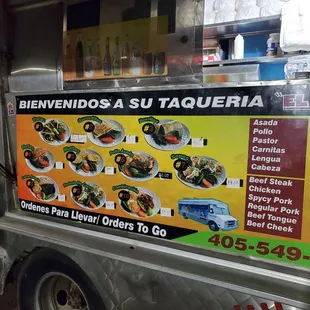 BIENVENIDOS A SU TAQUERIA "EL
Asada
Pollo
Pastor
Carnitas
Lengua
Cabeza
Beef Steak
Chicken
Spycy Pork
Regular Pork
Beef Tongue
Beef Cheek
Ordenes Para Llevar/ Orders To Go
405-549-